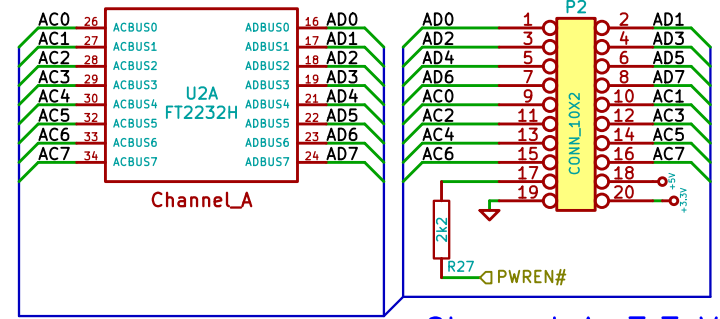 P2
AC0 26 ACBUS0 ADBUS0 16 AD0
AC1 27 ACBUS1 ADBUS1 17 AD1
AC2 28 ACBUS2 ADBUS2 18 AD2
AC3 29 ACBUS3 ADBUS3 19 AD3
AC4 30 ACBUS4 ADBUS4 21 AD4
AC5 32 ACBUS5 ADBUS5 22 AD5
AC6 33 ACBUS6 ADBUS6 23 AD6
AC7 34 ACBUS7 ADBUS7 24 AD7
U2A
FT2232H
Channel_A
AD0 1 2 AD1
AD2 3 4 AD3
AD4 5 6 AD5
AD6 7 8 AD7
AC0 9 10 AC1
AC2 11 12 AC3
AC4 13 14 AC5
AC6 15 16 AC7
17 18 +5V
19 20 +3.3V
CONN_10X2
2k2
R27
PWREN#